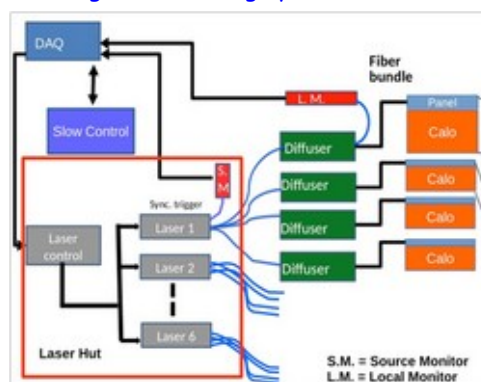 DAQ
Slow Control
L. M.
Fiber
bundle
Panel
Calo
Diffuser
Calo
Diffuser
Calo
Diffuser
Calo
Diffuser
S.
M
Sync. trigger
Laser 1
Laser
control
Laser 2
Laser 6
Laser Hut
S.M. = Source Monitor
L.M. = Local Monitor